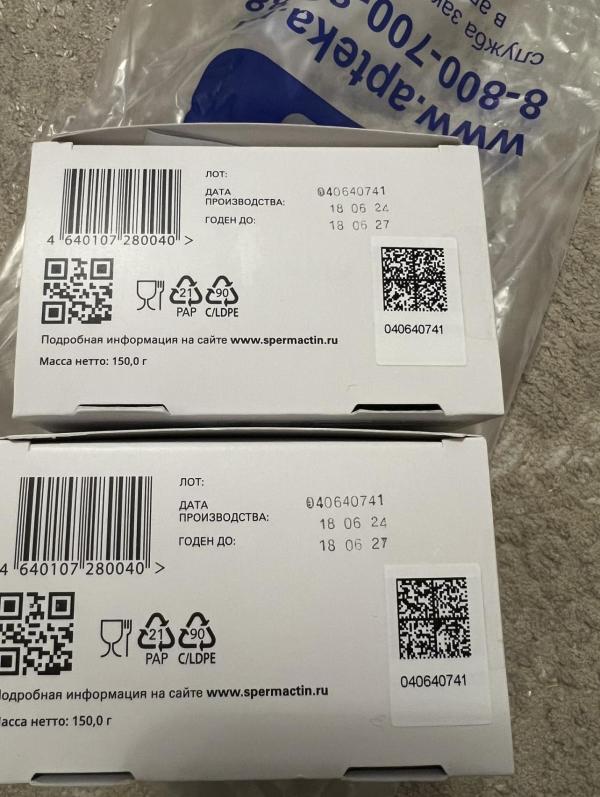 www.apteka
8-800-700-
служба зак
в ап
ЛОТ:
040640741
ДАТА
ПРОИЗВОДСТВА:
18 06 24
ГОДЕН ДО:
18 06 27
4 640107 280040 >
21
PAP
90
C/LDPE
040640741
Подробная информация на сайте www.spermactin.ru
Масса нетто: 150,0 г
ЛОТ:
040640741
ДАТА
ПРОИЗВОДСТВА:
18 06 24
ГОДЕН ДО:
18 06 27
4 640107 280040 >
21
PAP
90
C/LDPE
040640741
одробная информация на сайте www.spermactin.ru
асса нетто: 150,0 г